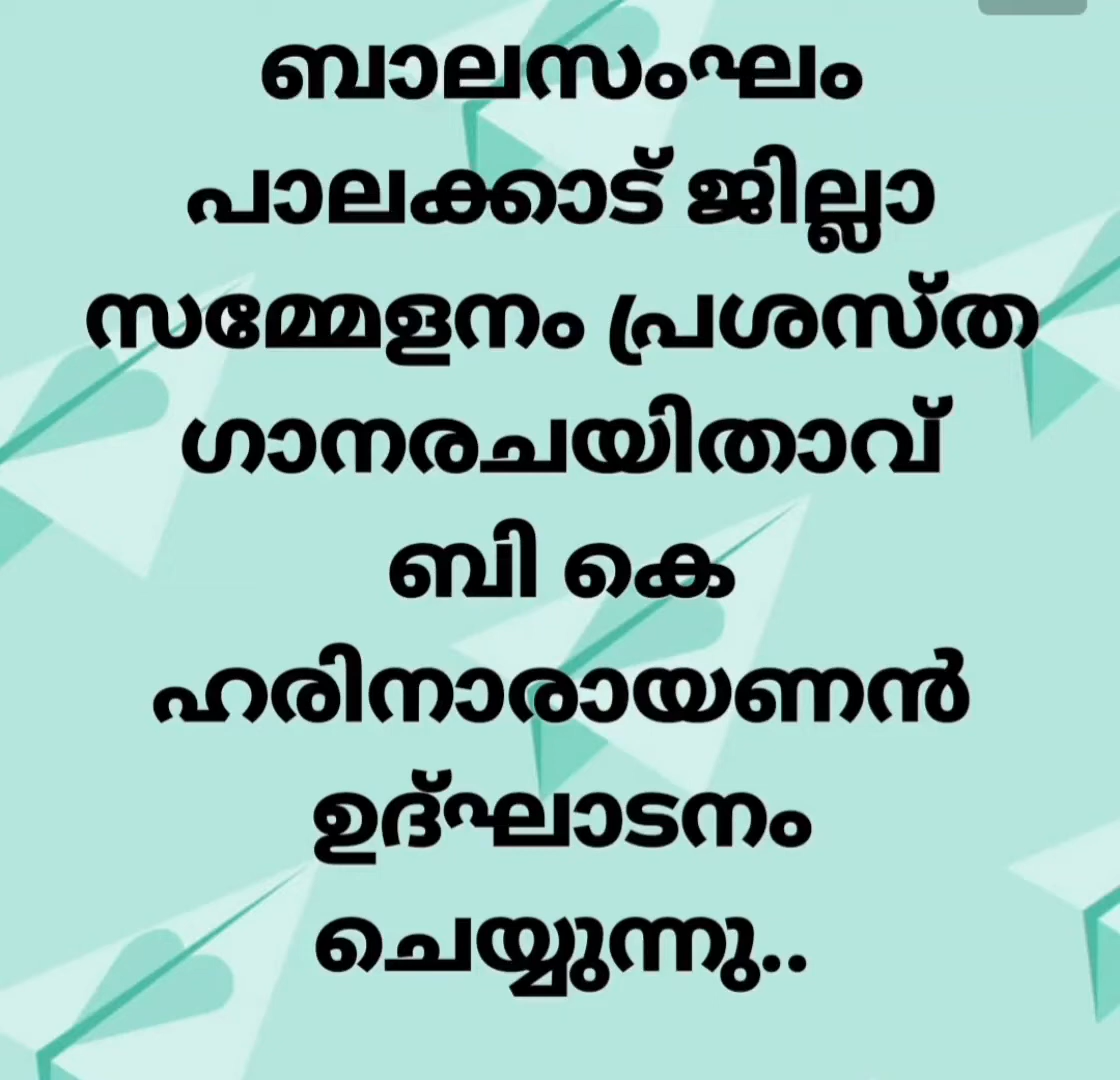 ബാലസംഘം
പാലക്കാട് ജില്ലാ
സമ്മേളനം പ്രശസ്ത
ഗാനരചയിതാവ്
ബി കെ
ഹരിനാരായണൻ
ഉദ്ഘാടനം
ചെയ്യുന്നു..